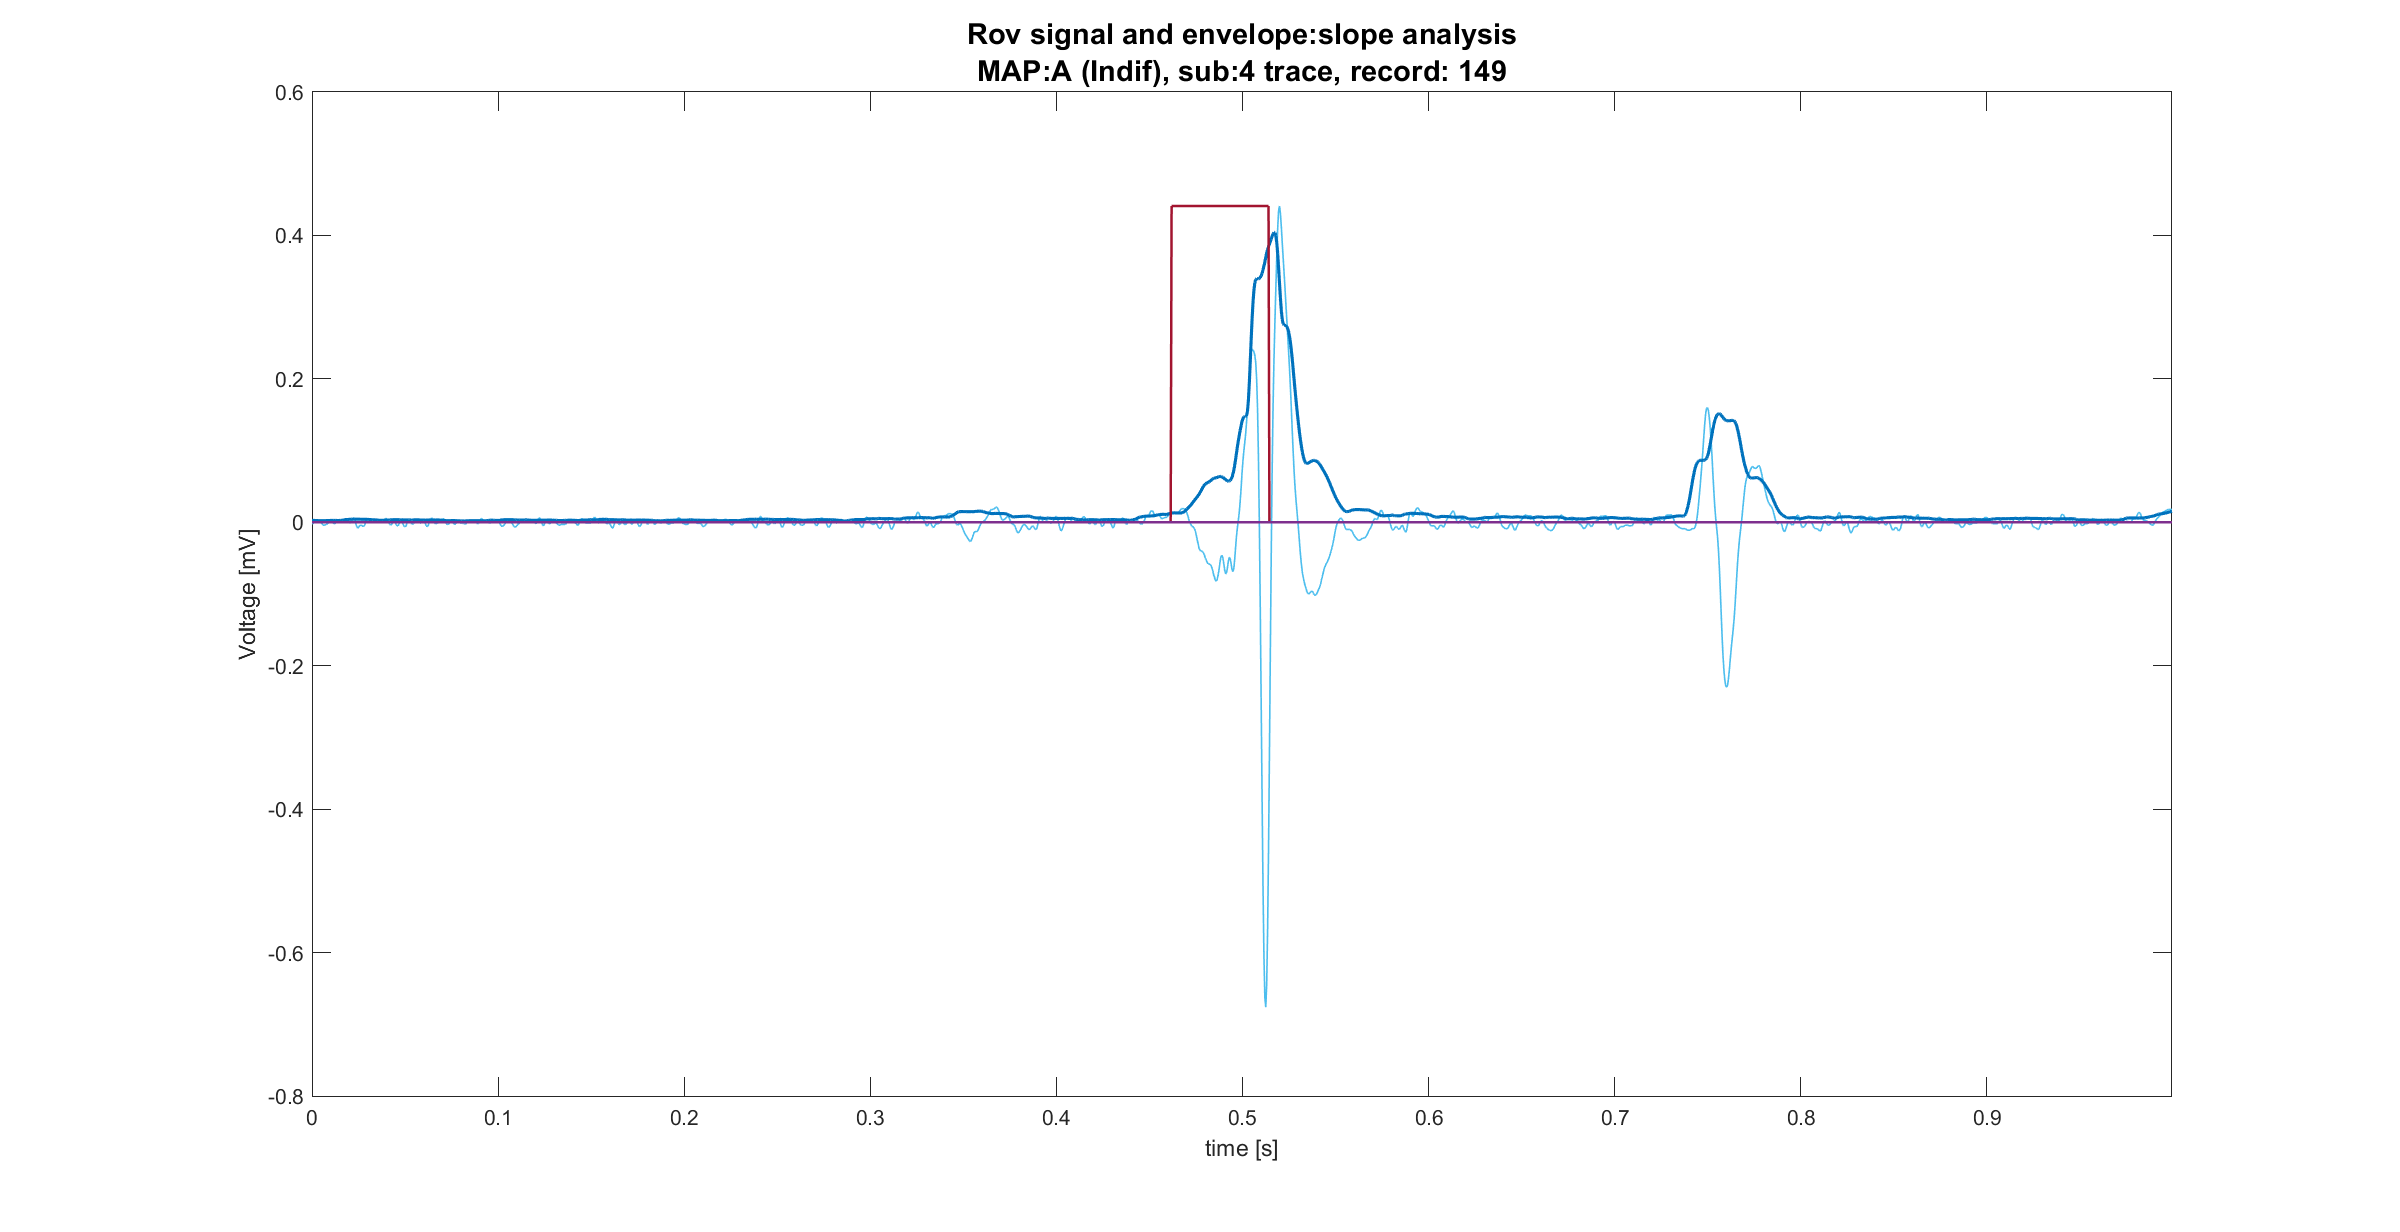 Rov signal and envelope:slope analysis
MAP:A (Indif), sub:4 trace, record: 149
0.6
0.4
0.2
0
-0.2
-0.4
-0.6
-0.8
Voltage [mV]
0 0.1 0.2 0.3 0.4 0.5 0.6 0.7 0.8 0.9
time [s]